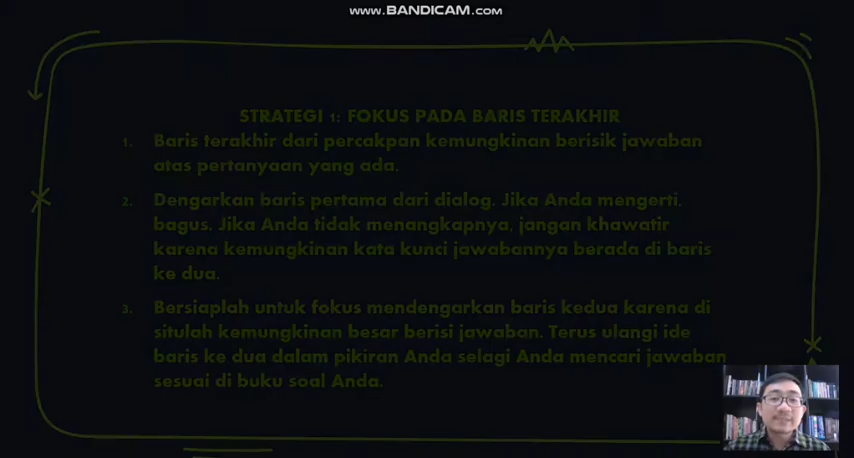 WWW.BANDICAM.COM
STRATEGI 1: FOKUS PADA BARIS TERAKHIR
1. Baris terakhir dari percakpan kemungkinan berisik jawaban
atas pertanyaan yang ada.
2. Dengarkan baris pertama dari dialog. Jika Anda mengerti,
bagus. Jika Anda tidak menangkapnya, jangan khawatir
karena kemungkinan kata kunci jawabannya berada di baris
ke dua.
3. Bersiaplah untuk fokus mendengarkan baris kedua karena di
situlah kemungkinan besar berisi jawaban. Terus ulangi ide
baris ke dua dalam pikiran Anda selagi Anda mencari jawaban
sesuai di buku soal Anda.